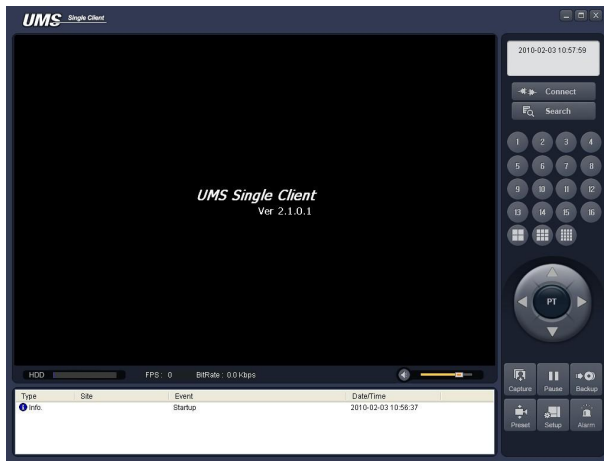 UMS Single Client
2010-02-03 10:57:59
Connect
Search
1 2 3 4
5 6 7 8
9 10 11 12
13 14 15 16
UMS Single Client
Ver 2.1.0.1
PT
HDD FPS : 0 BitRate : 0.0 Kbps
Capture Pause Backup
Preset Setup Alarm
Type Site Event Date/Time
Info. Startup 2010-02-03 10:56:37